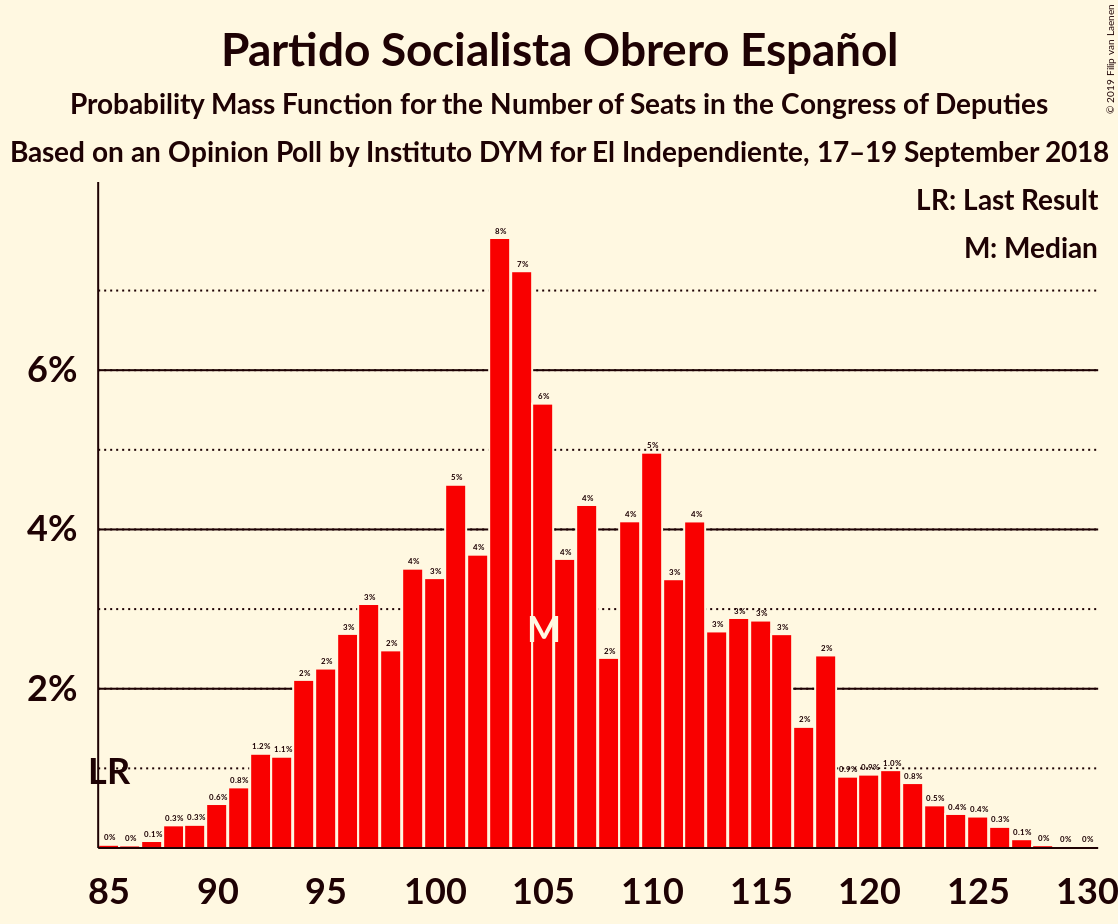 Partido Socialista Obrero Español
Probability Mass Function for the Number of Seats in the Congress of Deputies
Based on an Opinion Poll by Instituto DYM for El Independiente, 17–19 September 2018
© 2019 Filip van Laenen
LR: Last Result
M: Median
6%
4%
2%
LR
M
0% 0% 0.1% 0.3% 0.3% 0.6% 0.8% 1.2% 1.1% 2% 2% 3% 3% 2% 4% 3% 5% 4% 8% 7% 6% 4% 4% 2% 4% 5% 3% 4% 3% 3% 3% 3% 2% 2% 0.9% 0.9% 1.0% 0.8% 0.5% 0.4% 0.4% 0.3% 0.1% 0% 0% 0%
85 90 95 100 105 110 115 120 125 130